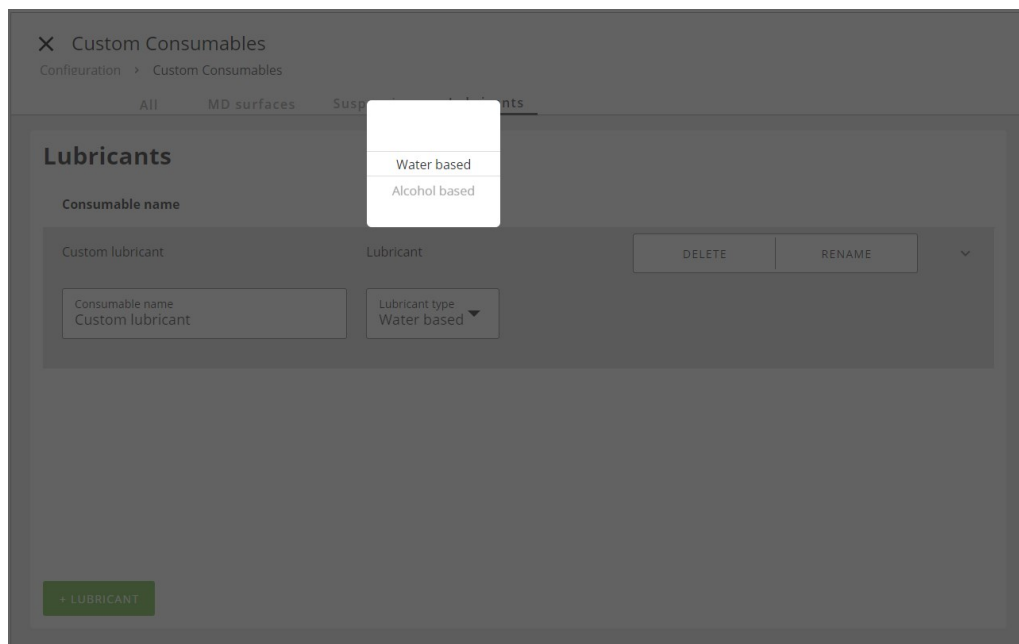 Custom Consumables
Configuration > Custom Consumables
All MD surfaces
Lubricants
Water based
Alcohol based
Consumable name
Custom lubricant Lubricant DELETE RENAME
Consumable name Lubricant type
Custom lubricant Water based
+ LUBRICANT